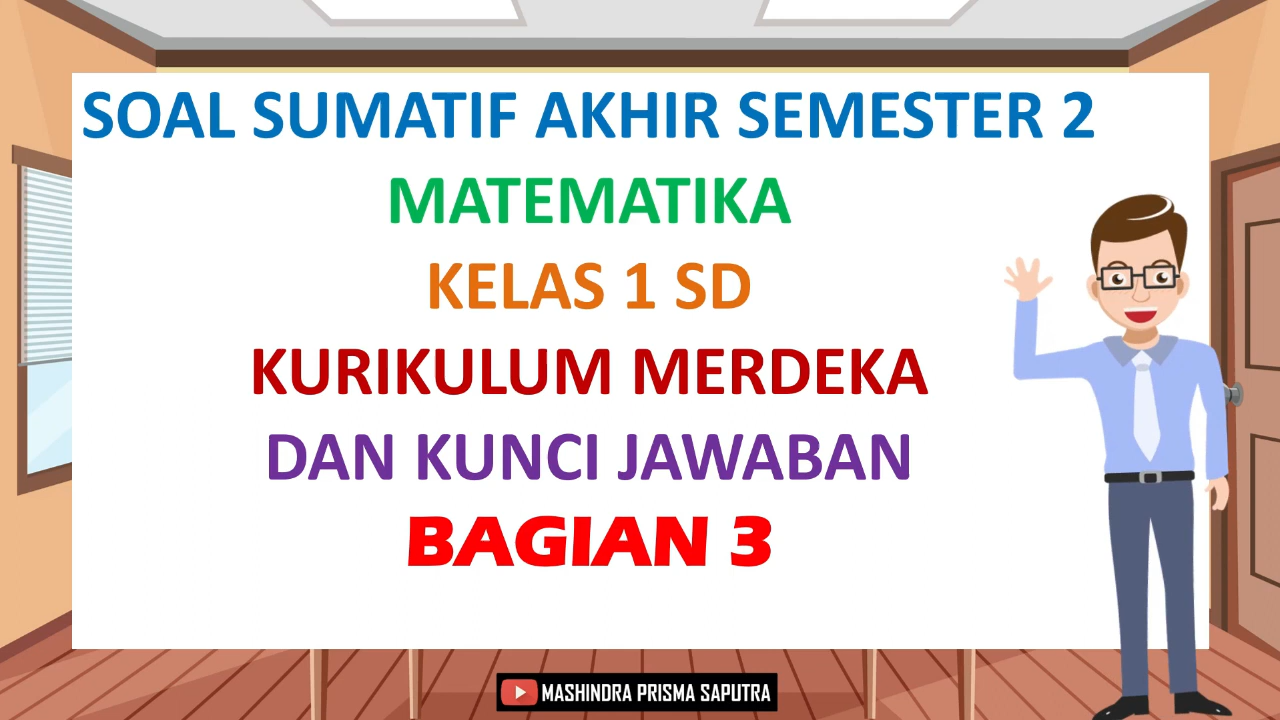 SOAL SUMATIF AKHIR SEMESTER 2
MATEMATIKA
KELAS 1 SD
KURIKULUM MERDEKA
DAN KUNCI JAWABAN
BAGIAN 3
MASHINDRA PRISMA SAPUTRA